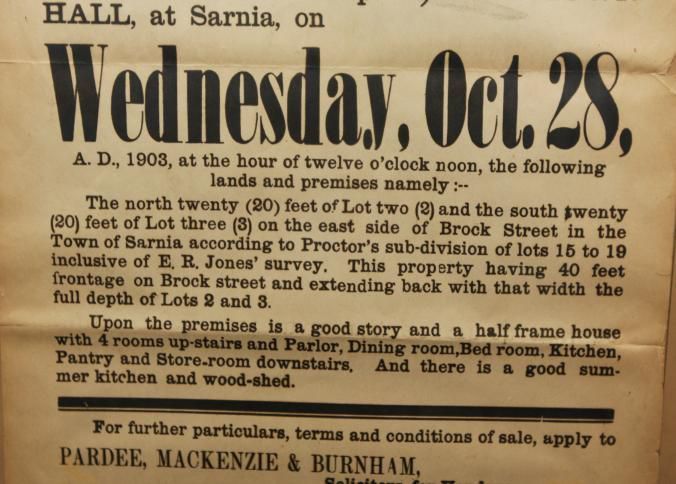 HALL, at Sarnia, on
Wednesday, Oct. 28,
A. D., 1903, at the hour of twelve o'clock noon, the following
lands and premises namely :--
The north twenty (20) feet of Lot two (2) and the south twenty
(20) feet of Lot three (3) on the east side of Brock Street in the
Town of Sarnia according to Proctor's sub-division of lots 15 to 19
inclusive of E. R. Jones' survey. This property having 40 feet
frontage on Brock street and extending back with that width the
full depth of Lots 2 and 3.
Upon the premises is a good story and a half frame house
with 4 rooms up-stairs and Parlor, Dining room,Bed room, Kitchen,
Pantry and Store-room downstairs. And there is a good sum-
mer kitchen and wood-shed.
For further particulars, terms and conditions of sale, apply to
PARDEE, MACKENZIE & BURNHAM,